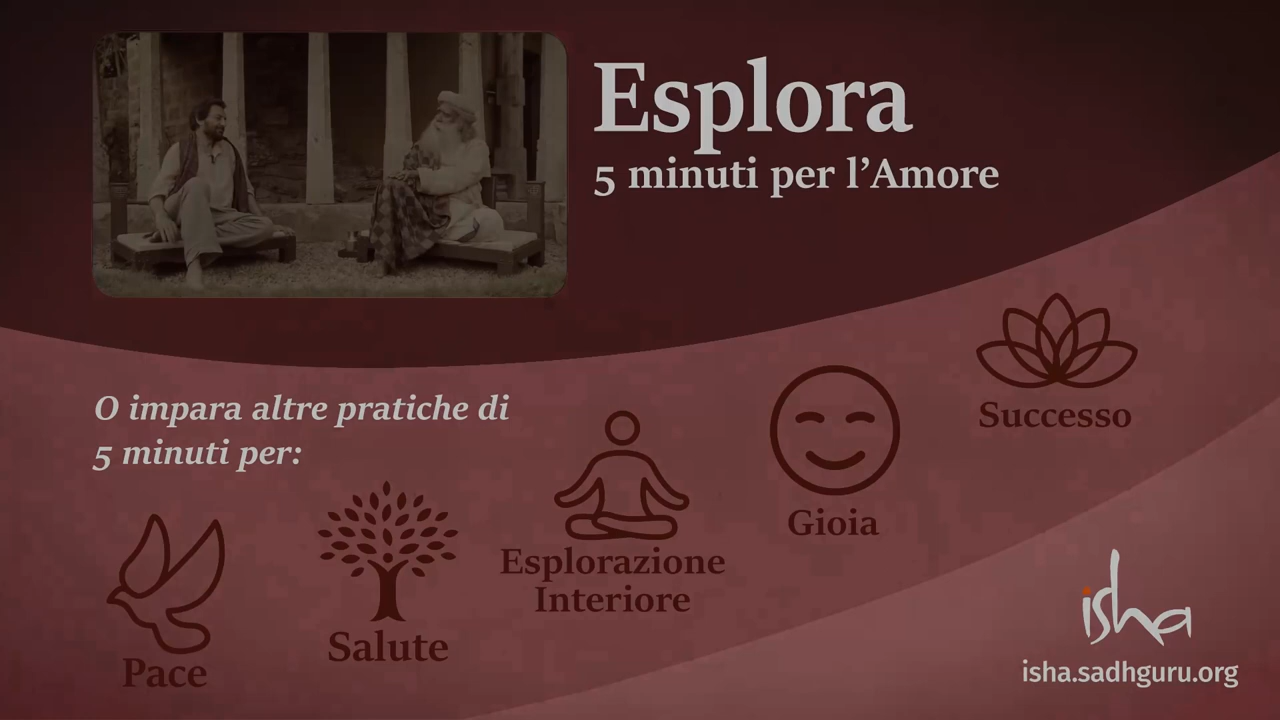 Esplora
5 minuti per l’Amore
O impara altre pratiche di
5 minuti per:
Pace
Salute
Esplorazione
Interiore
Gioia
Successo
isha
isha.sadhguru.org